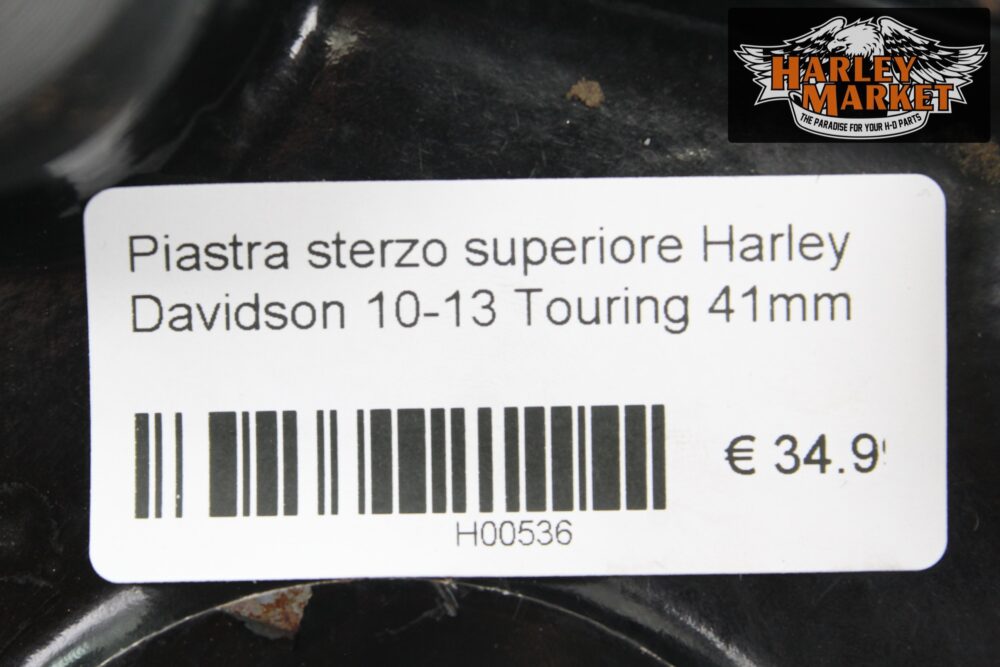 HARLEY
MARKET
THE PARADISE FOR YOUR H-D PARTS
Piastra sterzo superiore Harley
Davidson 10-13 Touring 41mm
€ 34.9
H00536